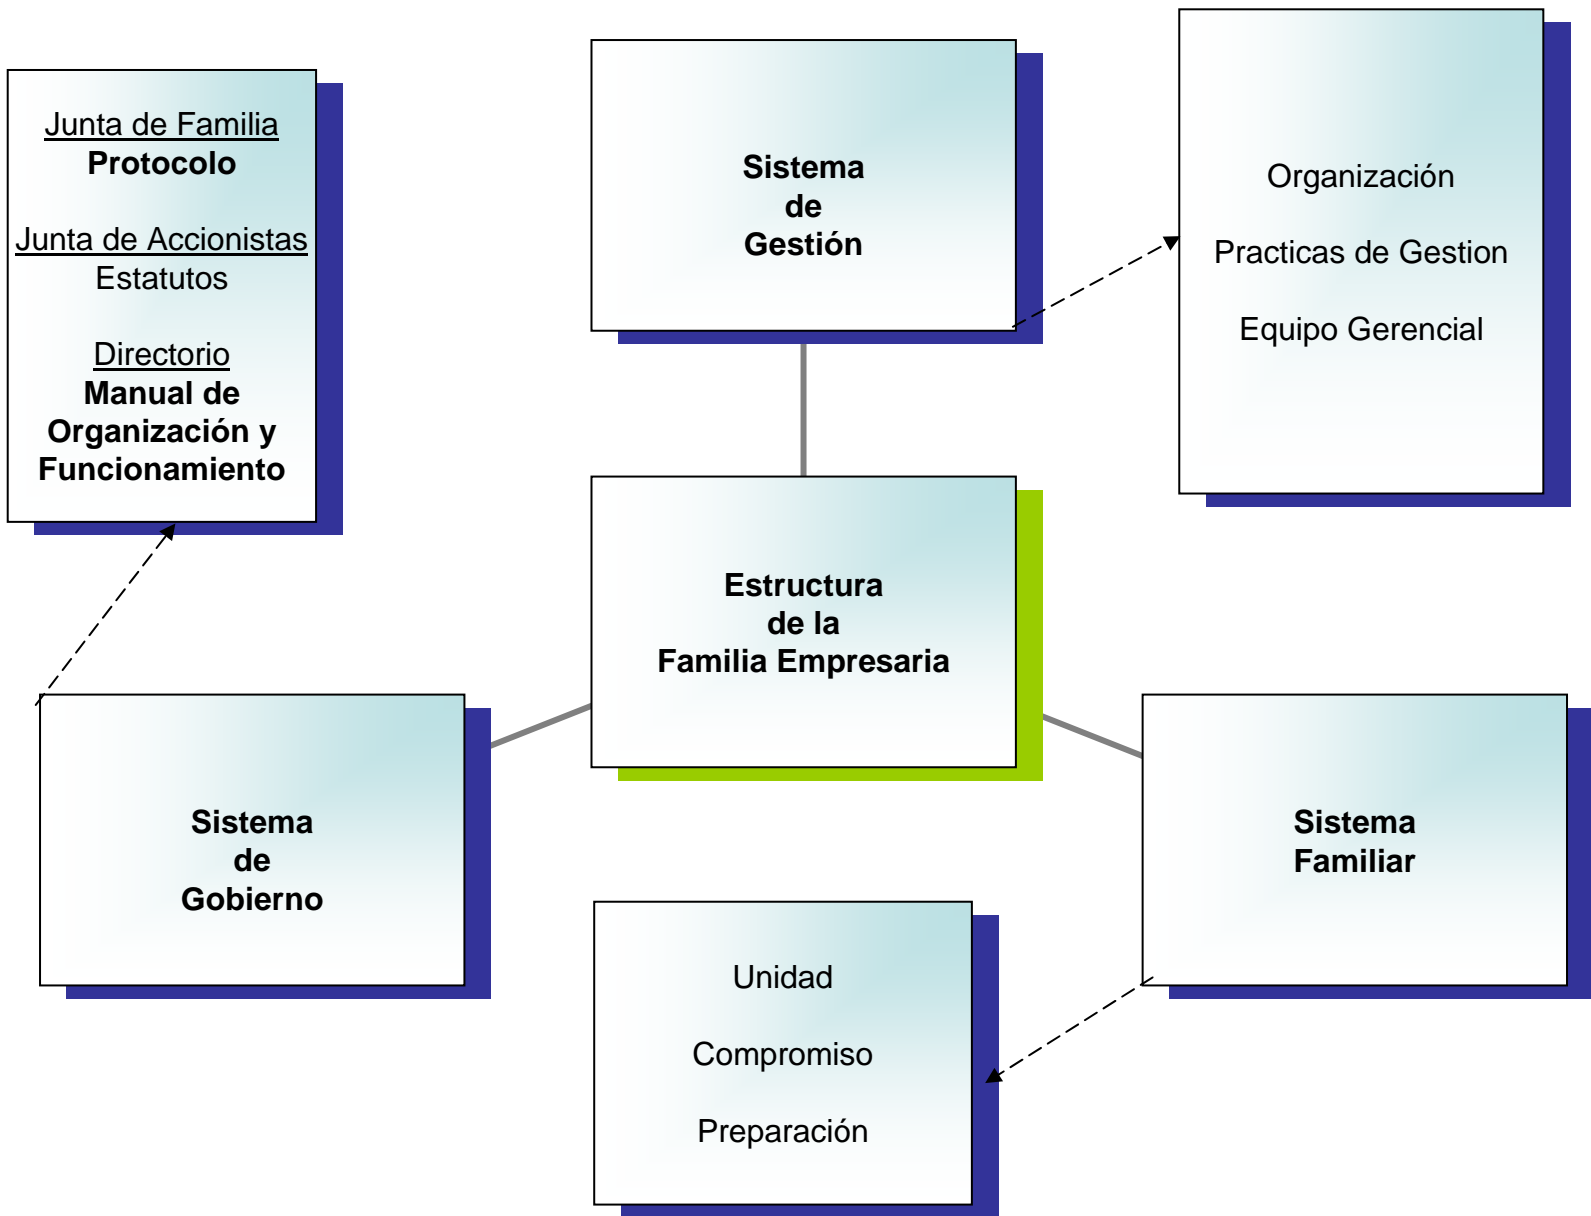 Junta de Familia
Protocolo
Junta de Accionistas
Estatutos
Directorio
Manual de
Organización y
Funcionamiento
Sistema
de
Gestión
Organización
Practicas de Gestion
Equipo Gerencial
Estructura
de la
Familia Empresaria
Sistema
de
Gobierno
Sistema
Familiar
Unidad
Compromiso
Preparación